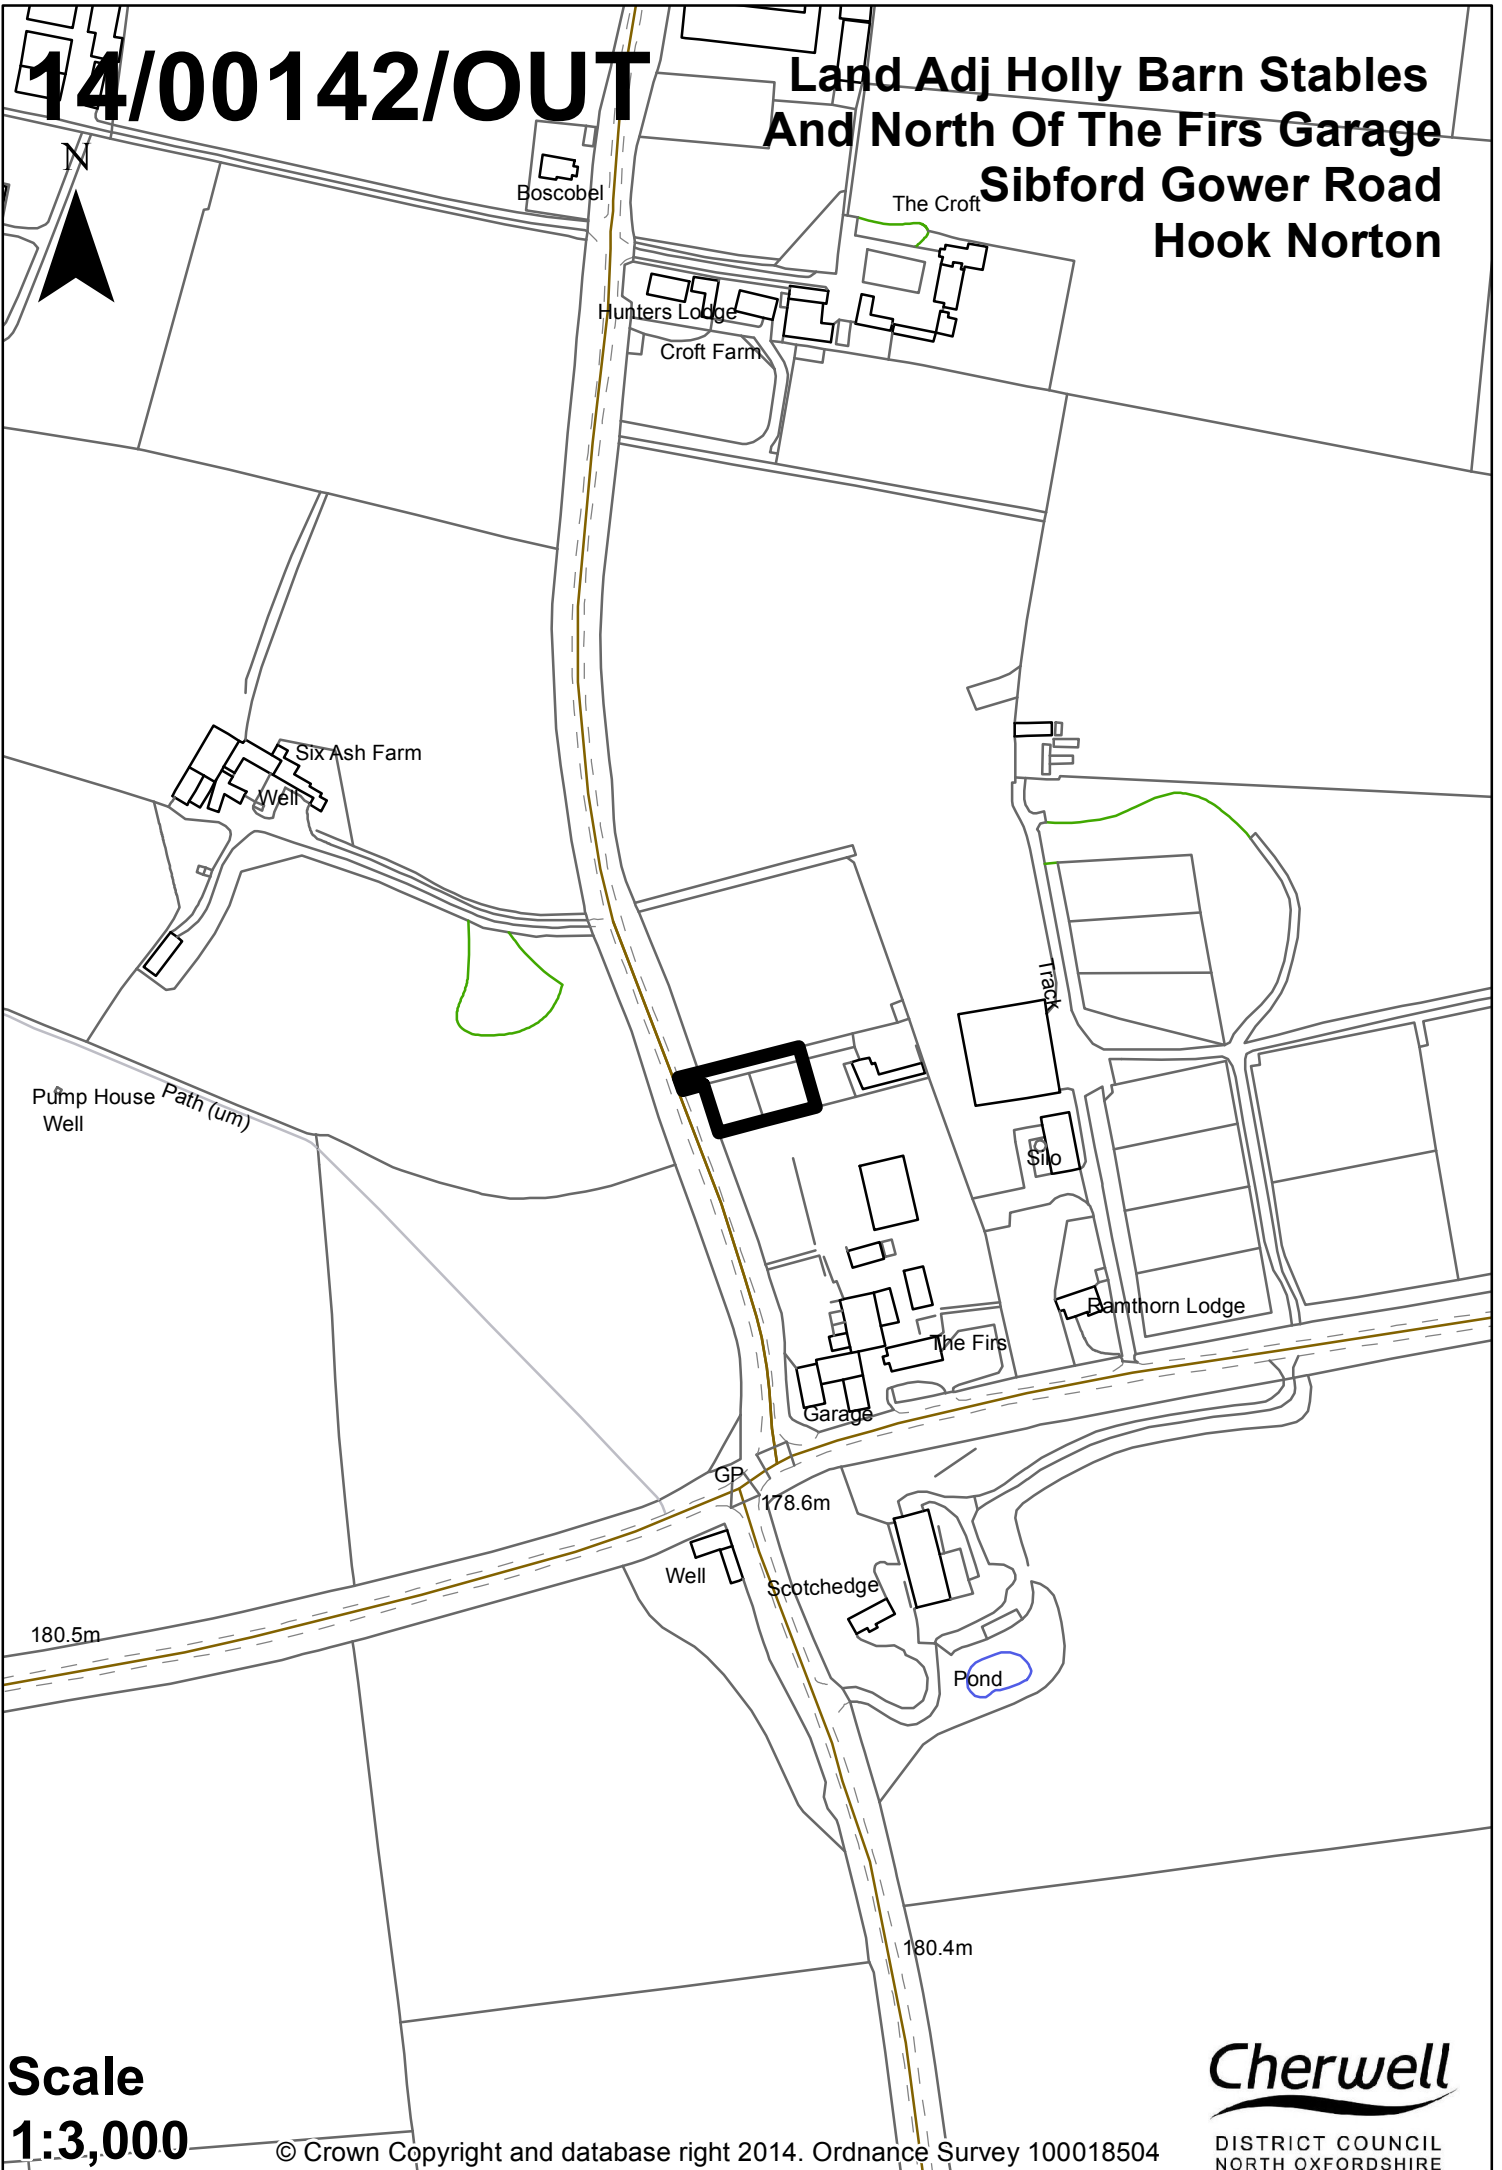 14/00142/OUT
Land Adj Holly Barn Stables
And North Of The Firs Garage
Sibford Gower Road
Hook Norton
N
Boscobel
The Croft
Hunters Lodge
Croft Farm
Six Ash Farm
Well
Track
Pump House
Well
Path (um)
Silo
Ramthorn Lodge
The Firs
Garage
GP
178.6m
Well
Scotchedge
180.5m
Pond
180.4m
Scale
1:3,000
© Crown Copyright and database right 2014. Ordnance Survey 100018504
Cherwell
DISTRICT COUNCIL
NORTH OXFORDSHIRE